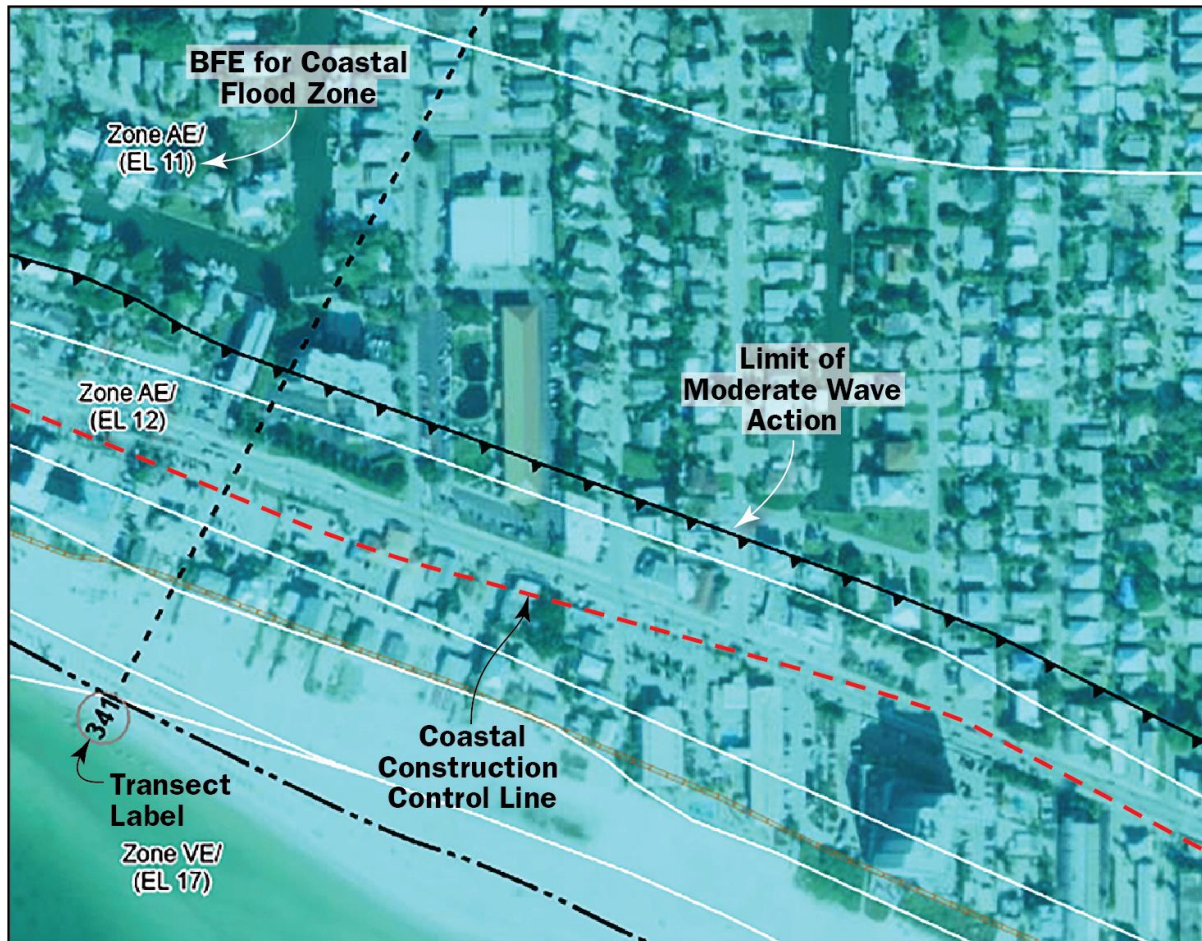 BFE for Coastal
Flood Zone
Zone AE/
(EL 11)
Limit of
Moderate Wave
Action
Zone AE/
(EL 12)
341
Transect
Label
Coastal
Construction
Control Line
Zone VE/
(EL 17)